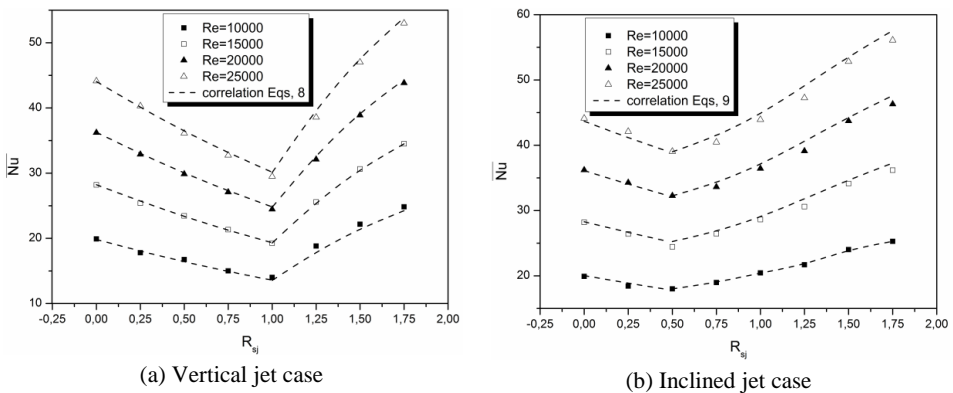 50
40
30
20
10
Nu
Re=10000
Re=15000
Re=20000
Re=25000
correlation Eqs, 8
-0,25 0,00 0,25 0,50 0,75 1,00 1,25 1,50 1,75 2,00
R_sj
(a) Vertical jet case
60
50
40
30
20
10
Nu
Re=10000
Re=15000
Re=20000
Re=25000
correlation Eqs, 9
-0,25 0,00 0,25 0,50 0,75 1,00 1,25 1,50 1,75 2,00
R_sj
(b) Inclined jet case